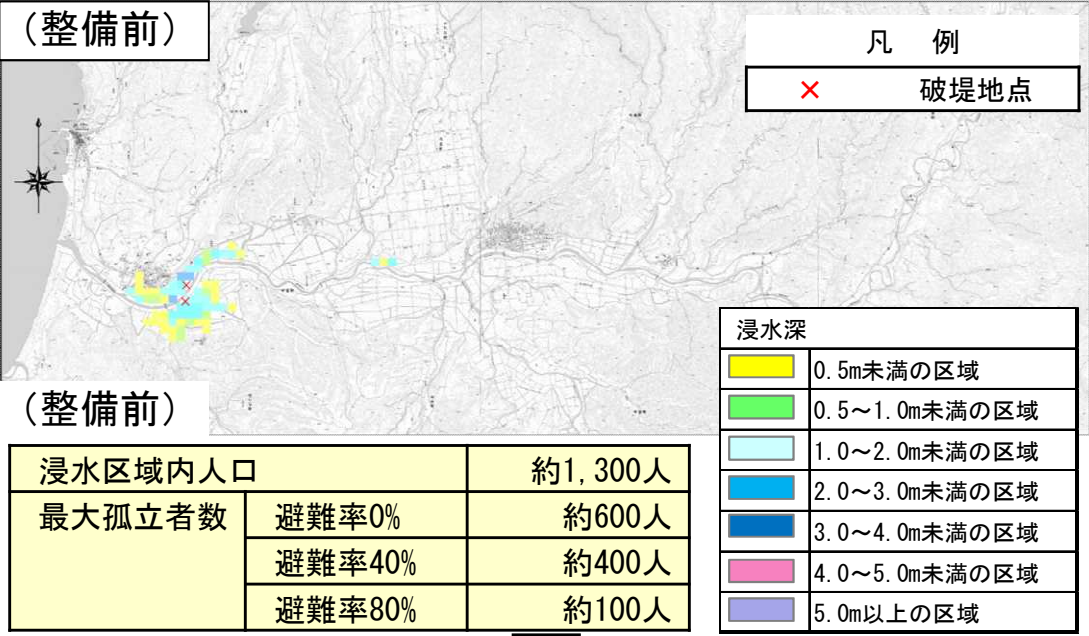 （整備前）
凡　例
× 破堤地点
（整備前）
浸水区域内人口 約1,300人
最大孤立者数 避難率0% 約600人
避難率40% 約400人
避難率80% 約100人
浸水深
0.5m未満の区域
0.5～1.0m未満の区域
1.0～2.0m未満の区域
2.0～3.0m未満の区域
3.0～4.0m未満の区域
4.0～5.0m未満の区域
5.0m以上の区域